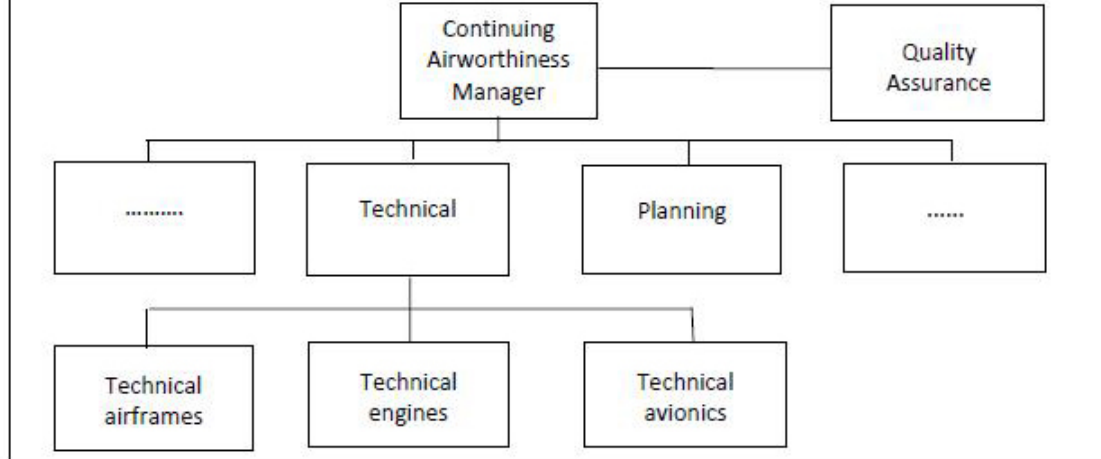 Continuing
Airworthiness
Manager
Quality
Assurance
..........
Technical
Planning
......
Technical
airframes
Technical
engines
Technical
avionics